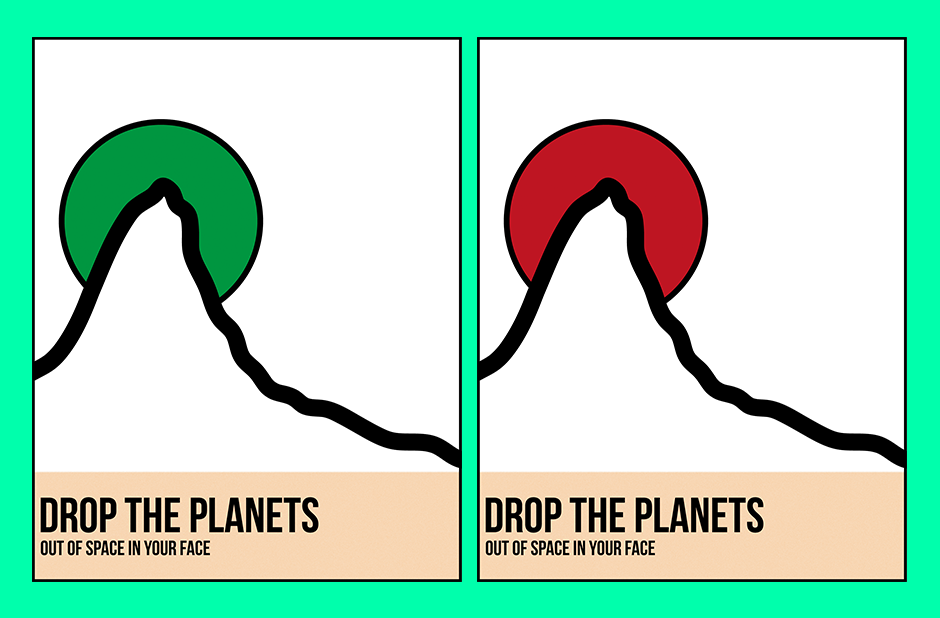 DROP THE PLANETS
OUT OF SPACE IN YOUR FACE
DROP THE PLANETS
OUT OF SPACE IN YOUR FACE